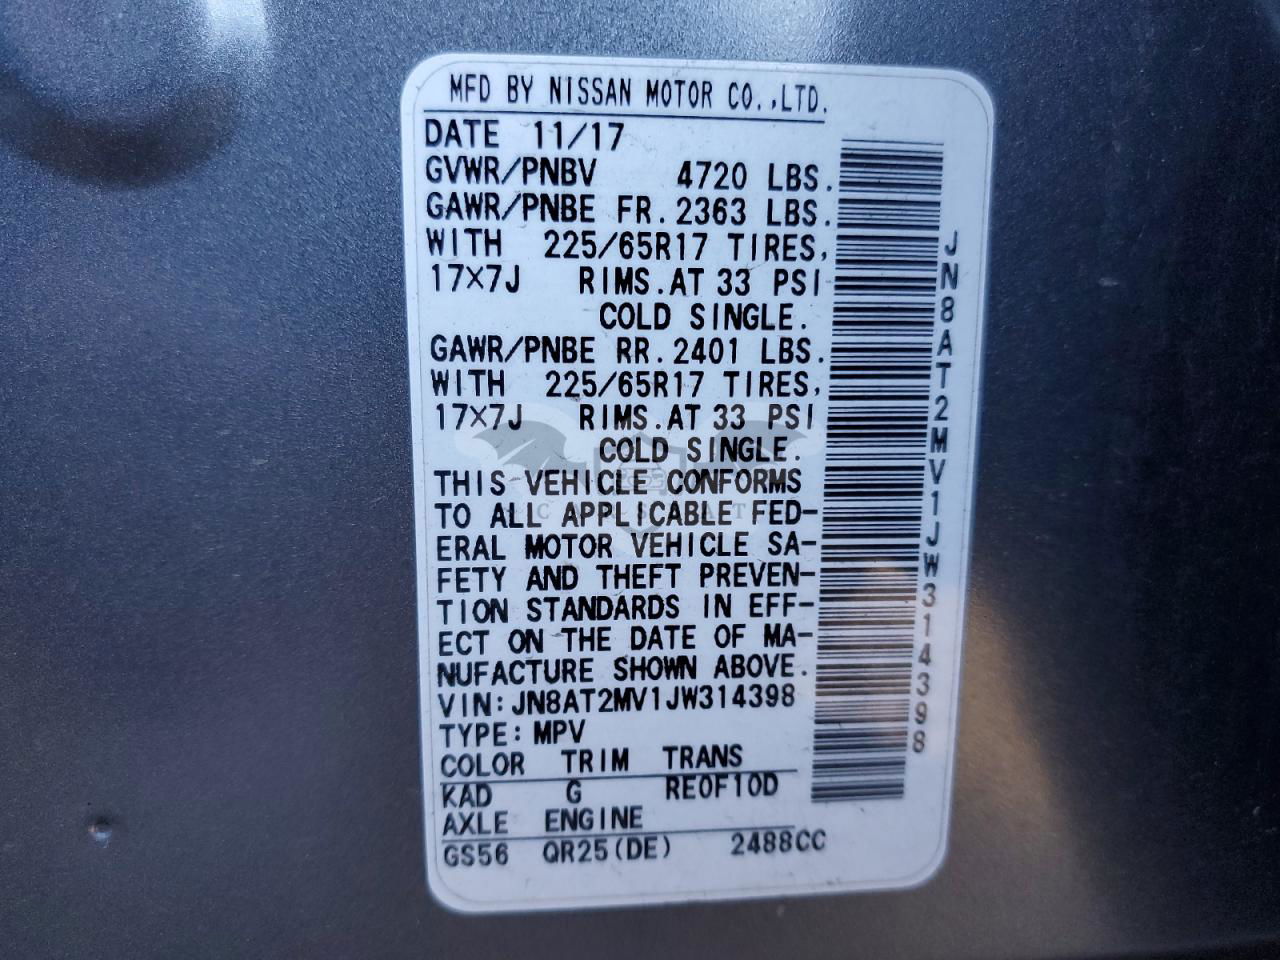 MFD BY NISSAN MOTOR CO.,LTD.
DATE 11/17
GVWR/PNBV 4720 LBS.
GAWR/PNBE FR. 2363 LBS.
WITH 225/65R17 TIRES,
17X7J RIMS. AT 33 PSI
COLD SINGLE.
GAWR/PNBE RR. 2401 LBS.
WITH 225/65R17 TIRES,
17X7J RIMS. AT 33 PSI
COLD SINGLE.
THIS VEHICLE CONFORMS
TO ALL APPLICABLE FED-
ERAL MOTOR VEHICLE SA-
FETY AND THEFT PREVEN-
TION STANDARDS IN EFF-
ECT ON THE DATE OF MA-
NUFACTURE SHOWN ABOVE.
VIN: JN8AT2MV1JW314398
TYPE: MPV
COLOR TRIM TRANS
KAD G RE0F10D
AXLE ENGINE
GS56 QR25(DE) 2488CC
JN8AT2MV1JW314398